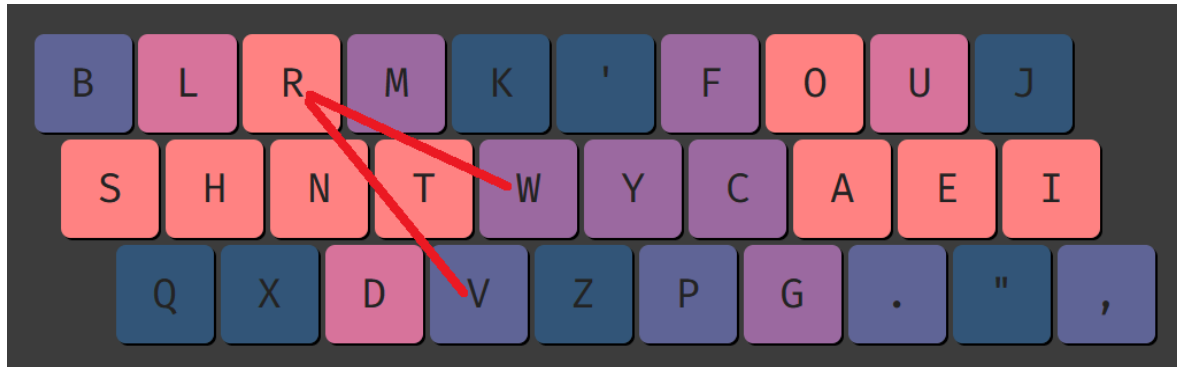 B L R M K ' F O U J
S H N T W Y C A E I
Q X D V Z P G . " ,